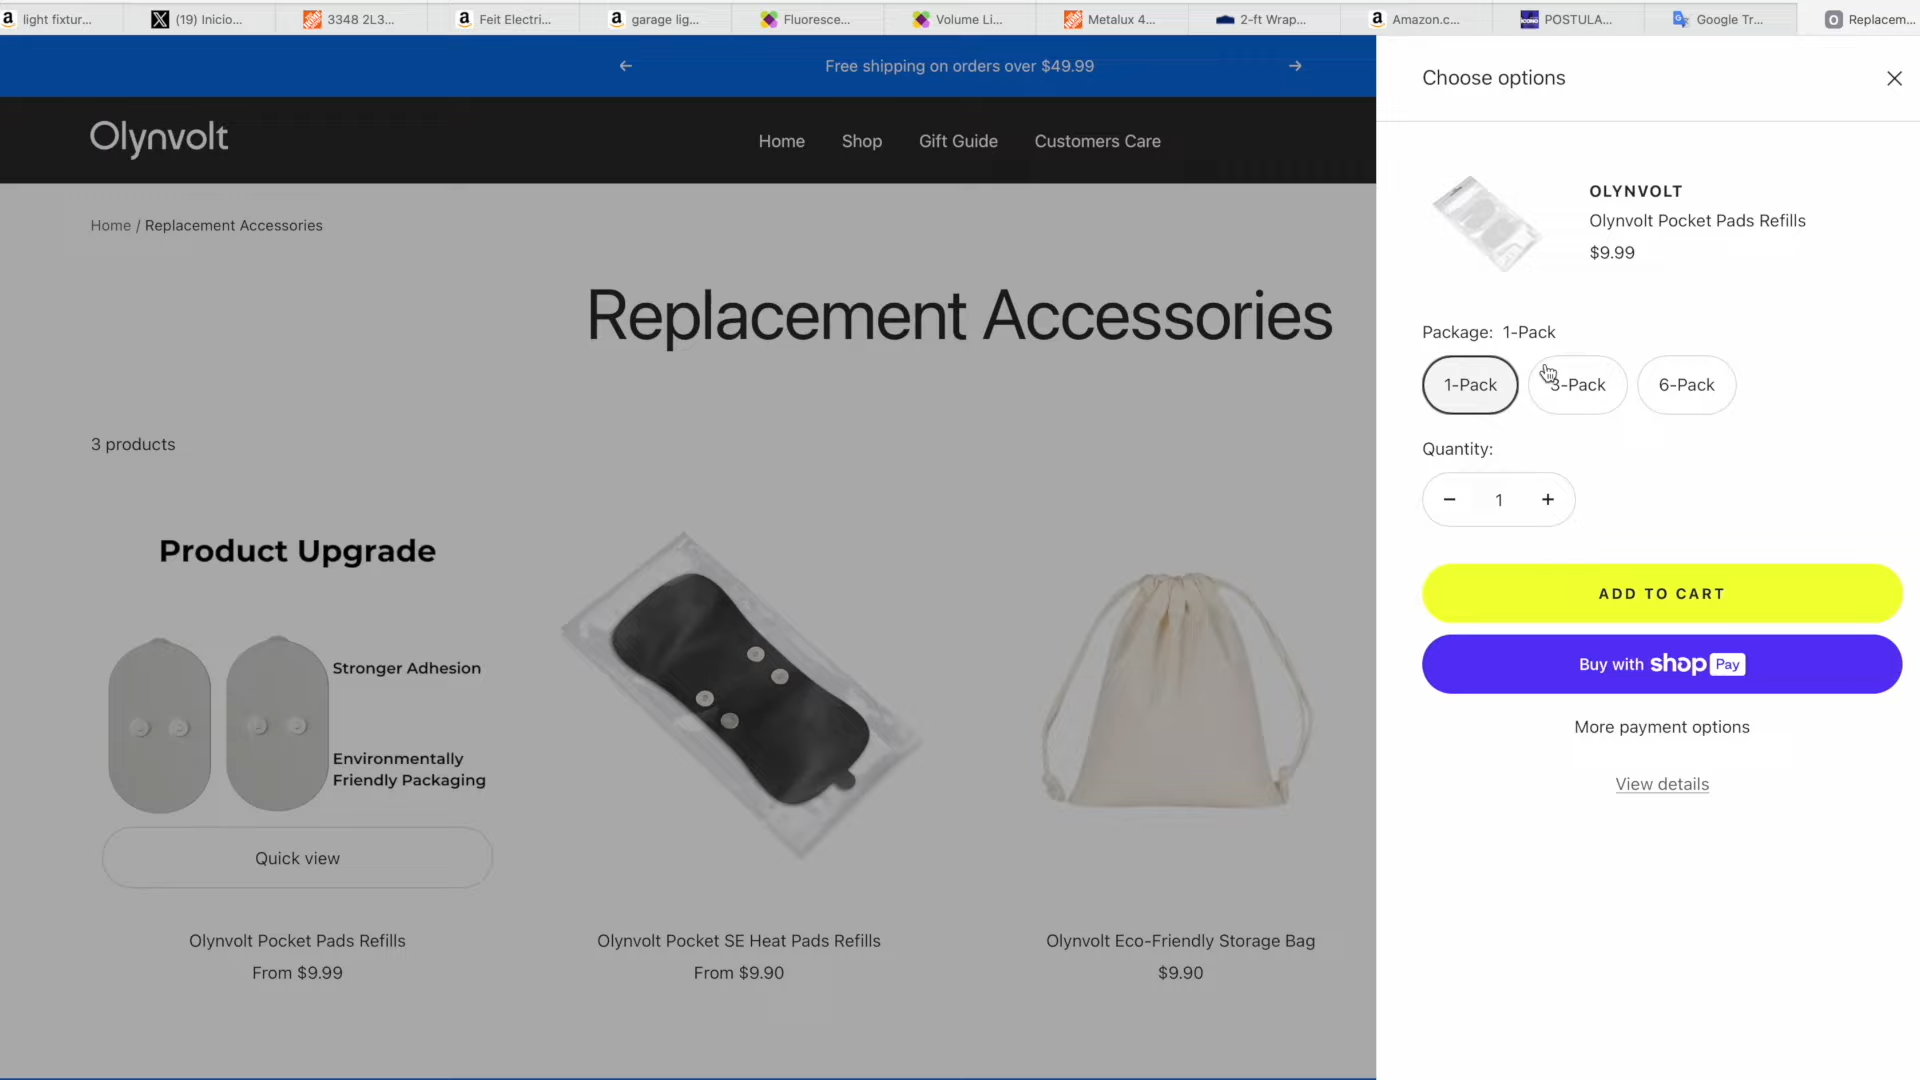 light fixtur...
(19) Inicio...
3348 2L3...
Feit Electri...
garage lig...
Fluoresce...
Volume Li...
Metalux 4...
2-ft Wrap...
Amazon.c...
POSTULA...
Google Tr...
Replacem...
Free shipping on orders over $49.99
Olynvolt
Home
Shop
Gift Guide
Customers Care
Home / Replacement Accessories
Replacement Accessories
3 products
Product Upgrade
Stronger Adhesion
Environmentally
Friendly Packaging
Quick view
Olynvolt Pocket Pads Refills
From $9.99
Olynvolt Pocket SE Heat Pads Refills
From $9.90
Olynvolt Eco-Friendly Storage Bag
$9.90
Choose options
OLYNVOLT
Olynvolt Pocket Pads Refills
$9.99
Package: 1-Pack
1-Pack
3-Pack
6-Pack
Quantity:
1
ADD TO CART
Buy with shop Pay
More payment options
View details